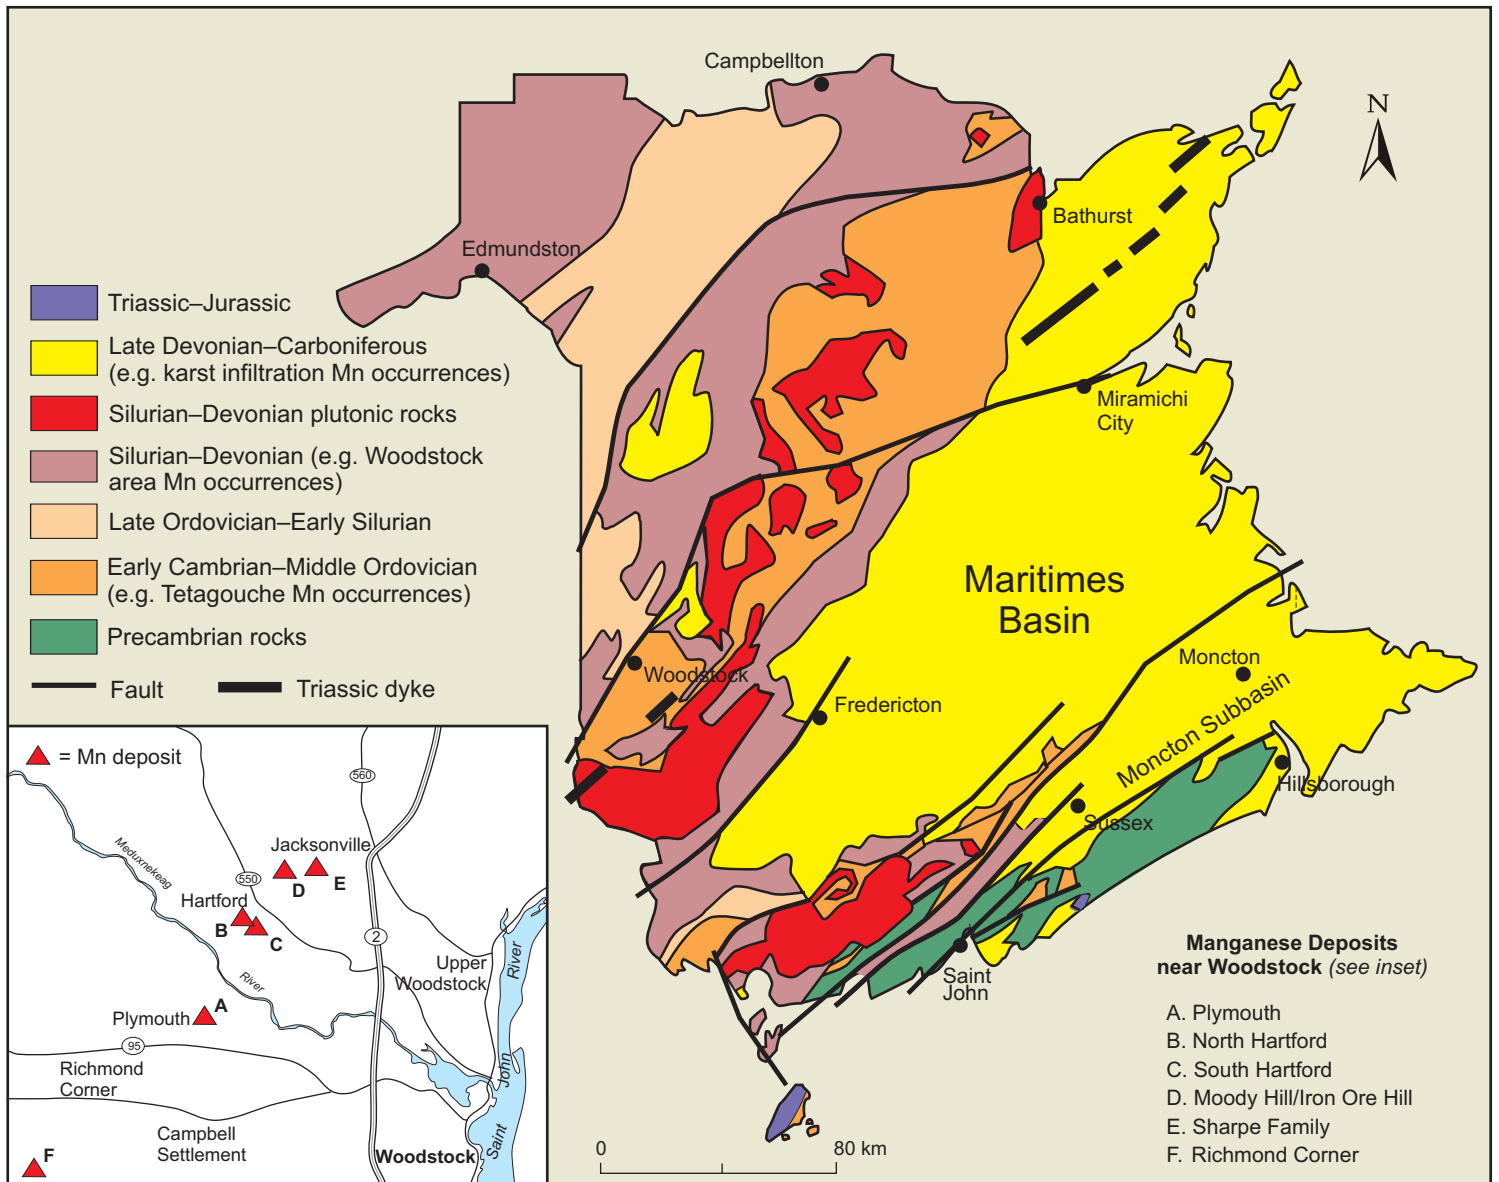 Campbellton
N
Bathurst
Edmundston
Triassic–Jurassic
Late Devonian–Carboniferous
(e.g. karst infiltration Mn occurrences)
Silurian–Devonian plutonic rocks
Silurian–Devonian (e.g. Woodstock
area Mn occurrences)
Late Ordovician–Early Silurian
Early Cambrian–Middle Ordovician
(e.g. Tetagouche Mn occurrences)
Precambrian rocks
Fault
Triassic dyke
Miramichi
City
Maritimes
Basin
Woodstock
Fredericton
Moncton
Moncton Subbasin
Hillsborough
Sussex
Saint
John
0
80 km
= Mn deposit
560
Meduxnekeag
Jacksonville
550
D
E
Hartford
B
C
2
River
Upper
Woodstock
River
A
Plymouth
95
Richmond
Corner
John
Campbell
Settlement
Woodstock
Saint
F
Manganese Deposits
near Woodstock (see inset)
A. Plymouth
B. North Hartford
C. South Hartford
D. Moody Hill/Iron Ore Hill
E. Sharpe Family
F. Richmond Corner